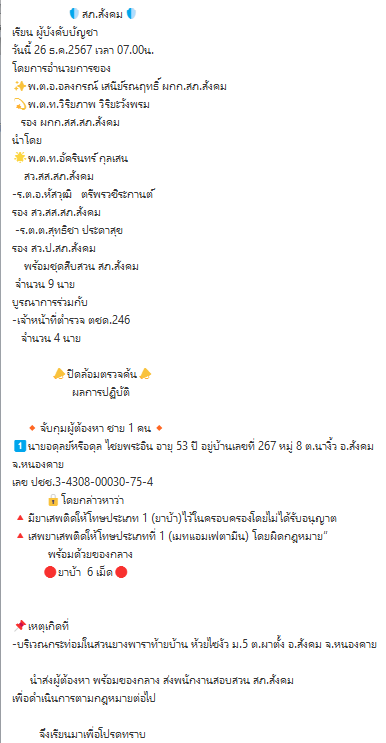 สภ.สังคม
เรียน ผู้บังคับบัญชา
วันนี้ 26 ธ.ค.2567 เวลา 07.00น.
โดยการอำนวยการของ
✨พ.ต.อ.อลงกรณ์ เสนีย์รณฤทธิ์ ผกก.สภ.สังคม
💫พ.ต.ท.วิริยภาพ วิริยะวังพรม
รอง ผกก.สส.สภ.สังคม
นำโดย
🌟พ.ต.ท.อัครินทร์ กุลเสน
สว.สส.สภ.สังคม
-ร.ต.อ.หัสวุฒิ ตรีพรวชิระกานต์
รอง สว.สส.สภ.สังคม
-ร.ต.ต.สุทธิชา ประดาสุข
รอง สว.ป.สภ.สังคม
พร้อมชุดสืบสวน สภ.สังคม
จำนวน 9 นาย
บูรณาการร่วมกับ
-เจ้าหน้าที่ตำรวจ ตชด.246
จำนวน 4 นาย
ปิดล้อมตรวจค้น
ผลการปฏิบัติ
🔸จับกุมผู้ต้องหา ชาย 1 คน🔸
1️⃣นายอดุลย์หรือดุล ไชยพระอิน อายุ 53 ปี อยู่บ้านเลขที่ 267 หมู่ 8 ต.นางิ้ว อ.สังคม
จ.หนองคาย
เลข ปชช.3-4308-00030-75-4
🔒โดยกล่าวหาว่า
🔺มียาเสพติดให้โทษประเภท 1 (ยาบ้า)ไว้ในครอบครองโดยไม่ได้รับอนุญาต
🔺เสพยาเสพติดให้โทษประเภทที่ 1 (เมทแอมเฟตามีน) โดยผิดกฎหมาย”
พร้อมด้วยของกลาง
🔴ยาบ้า 6 เม็ด🔴
📌เหตุเกิดที่
-บริเวณกระท่อมในสวนยางพาราท้ายบ้าน ห้วยไซงัว ม.5 ต.ผาตั้ง อ.สังคม จ.หนองคาย
นำส่งผู้ต้องหา พร้อมของกลาง ส่งพนักงานสอบสวน สภ.สังคม
เพื่อดำเนินการตามกฎหมายต่อไป
จึงเรียนมาเพื่อโปรดทราบ